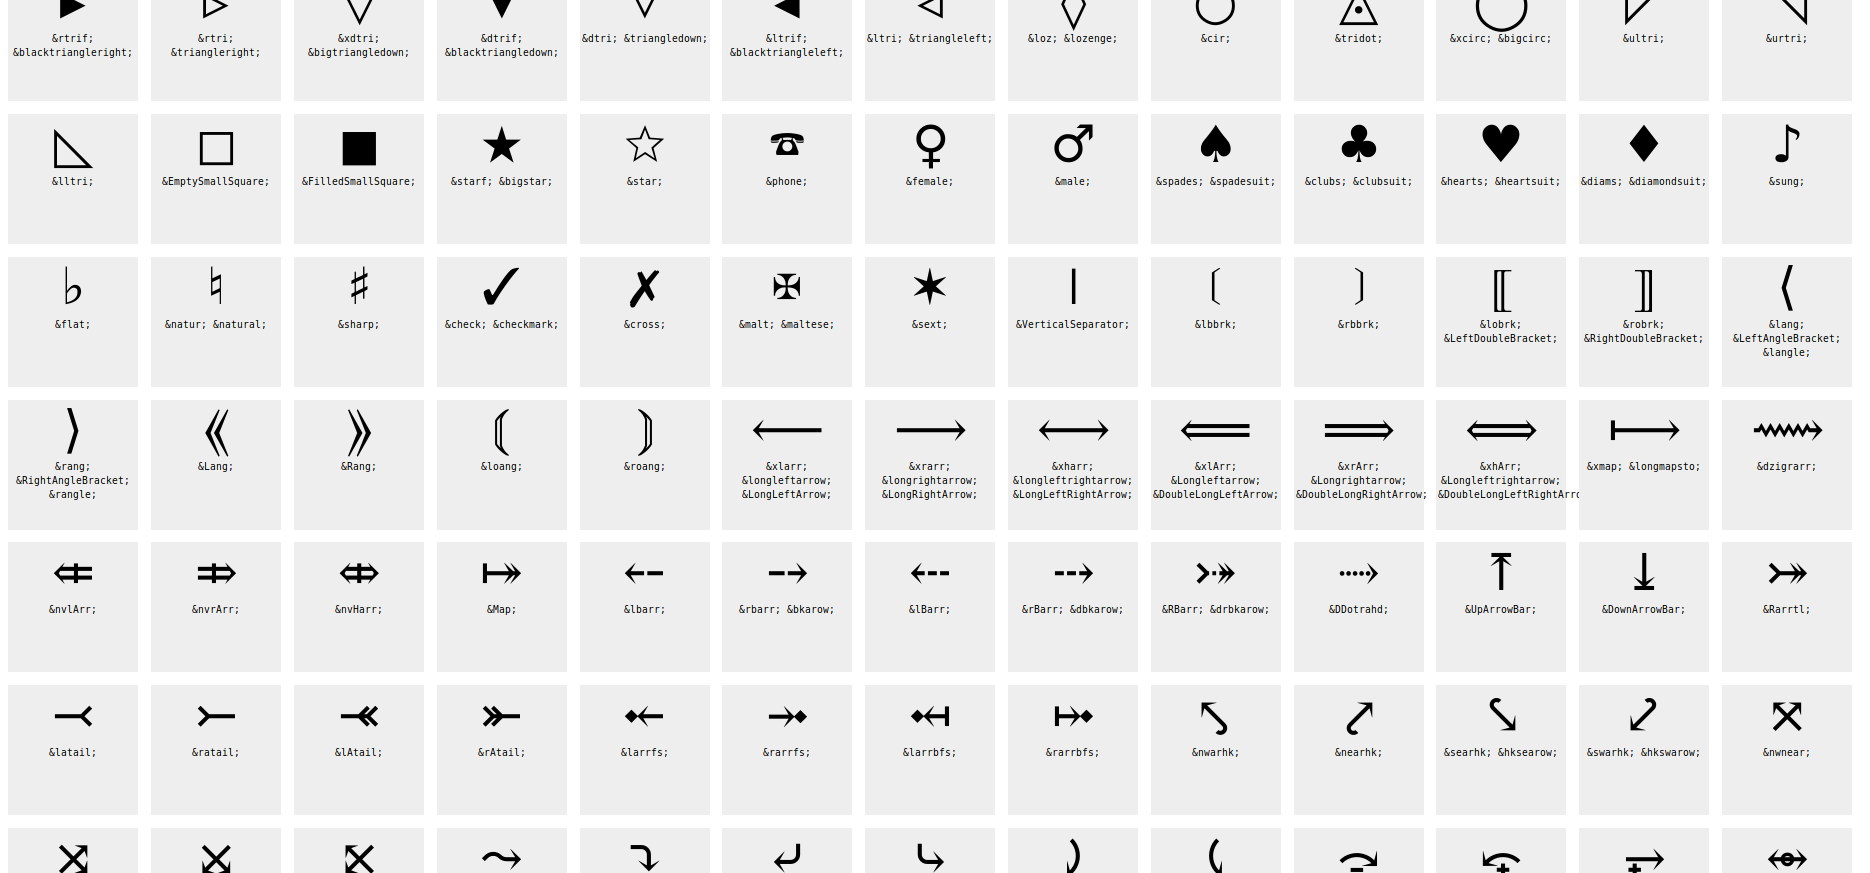 &rtrif; &rtri; &xdtri; &dtrif; &dtri; &triangledown; &ltrif; &ltri; &triangleleft; &loz; &lozenge; &cir; &tridot; &xcirc; &bigcirc; &ultri; &urtri;
&blacktriangleright; &triangleright; &bigtriangledown; &blacktriangledown; &blacktriangleleft;
&lltri; &EmptySmallSquare; &FilledSmallSquare; &starf; &bigstar; &star; &phone; &female; &male; &spades; &spadesuit; &clubs; &clubsuit; &hearts; &heartsuit; &diams; &diamondsuit; &sung;
&flat; &natur; &natural; &sharp; &check; &checkmark; &cross; &malt; &maltese; &sext; &VerticalSeparator; &lbbrk; &rbbrk; &lobrk; &robrk; &lang;
&LeftDoubleBracket; &RightDoubleBracket; &LeftAngleBracket;
&langle;
&rang; &Lang; &Rang; &loang; &roang; &xlarr; &xrarr; &xharr; &xlArr; &xrArr; &xhArr; &xmap; &longmapsto; &dzigrarr;
&RightAngleBracket; &longleftarrow; &longrightarrow; &longleftrightarrow; &Longleftarrow; &Longrightarrow; &Longleftrightarrow;
&rangle; &LongLeftArrow; &LongRightArrow; &LongLeftRightArrow; &DoubleLongLeftArrow; &DoubleLongRightArrow; &DoubleLongLeftRightArro
&nvlArr; &nvrArr; &nvHarr; &Map; &lbarr; &rbarr; &bkarow; &lBarr; &rBarr; &dbkarow; &RBarr; &drbkarow; &DDotrahd; &UpArrowBar; &DownArrowBar; &Rarrtl;
&latail; &ratail; &lAtail; &rAtail; &larrfs; &rarrfs; &larrbfs; &rarrbfs; &nwarhk; &nearhk; &searhk; &hksearow; &swarhk; &hkswarow; &nwnear;